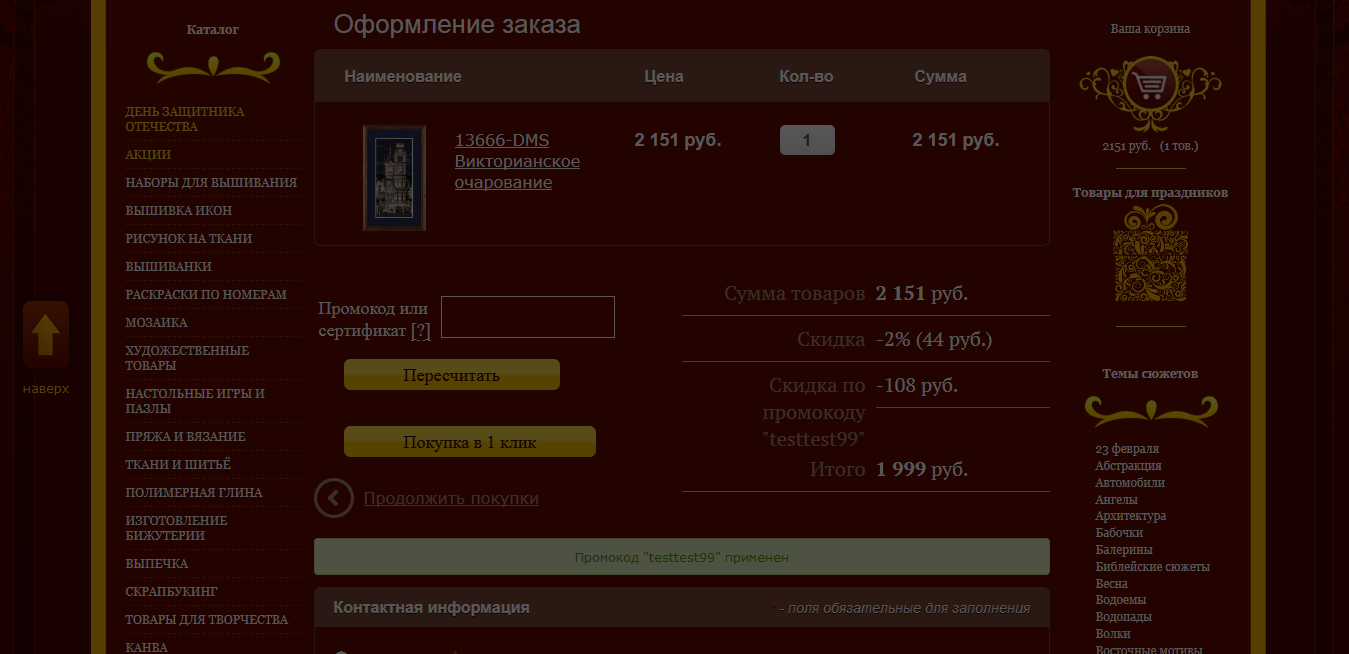 Каталог
ДЕНЬ ЗАЩИТНИКА
ОТЕЧЕСТВА
АКЦИИ
НАБОРЫ ДЛЯ ВЫШИВАНИЯ
ВЫШИВКА ИКОН
РИСУНОК НА ТКАНИ
ВЫШИВАНКИ
РАСКРАСКИ ПО НОМЕРАМ
МОЗАИКА
ХУДОЖЕСТВЕННЫЕ
ТОВАРЫ
НАСТОЛЬНЫЕ ИГРЫ И
ПАЗЛЫ
ПРЯЖА И ВЯЗАНИЕ
ТКАНИ И ШИТЬЁ
ПОЛИМЕРНАЯ ГЛИНА
ИЗГОТОВЛЕНИЕ
БИЖУТЕРИИ
ВЫПЕЧКА
СКРАПБУКИНГ
ТОВАРЫ ДЛЯ ТВОРЧЕСТВА
КАНВА
наверх
Оформление заказа
Наименование Цена Кол-во Сумма
13666-DMS 2 151 руб. 1 2 151 руб.
Викторианское
очарование
Промокод или
сертификат [?]
Пересчитать
Покупка в 1 клик
Продолжить покупки
Сумма товаров 2 151 руб.
Скидка -2% (44 руб.)
Скидка по -108 руб.
промокоду
"testtest99"
Итого 1 999 руб.
Промокод "testtest99" применен
Контактная информация * - поля обязательные для заполнения
Ваша корзина
2151 руб. (1 тов.)
Товары для праздников
Темы сюжетов
23 февраля
Абстракция
Автомобили
Ангелы
Архитектура
Бабочки
Балерины
Библейские сюжеты
Весна
Водоемы
Водопады
Волки
Восточные мотивы